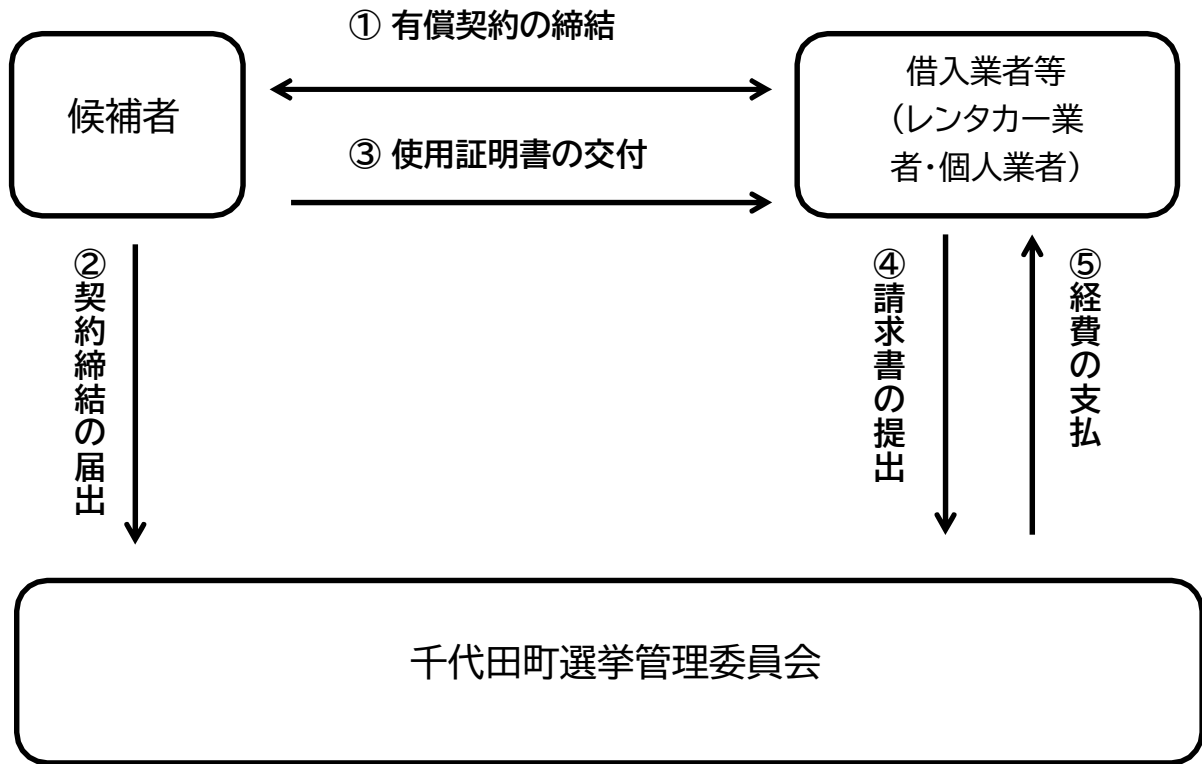 ① 有償契約の締結
候補者
借入業者等
(レンタカー業
者・個人業者)
③ 使用証明書の交付
②契約締結の届出
④請求書の提出
⑤経費の支払
千代田町選挙管理委員会